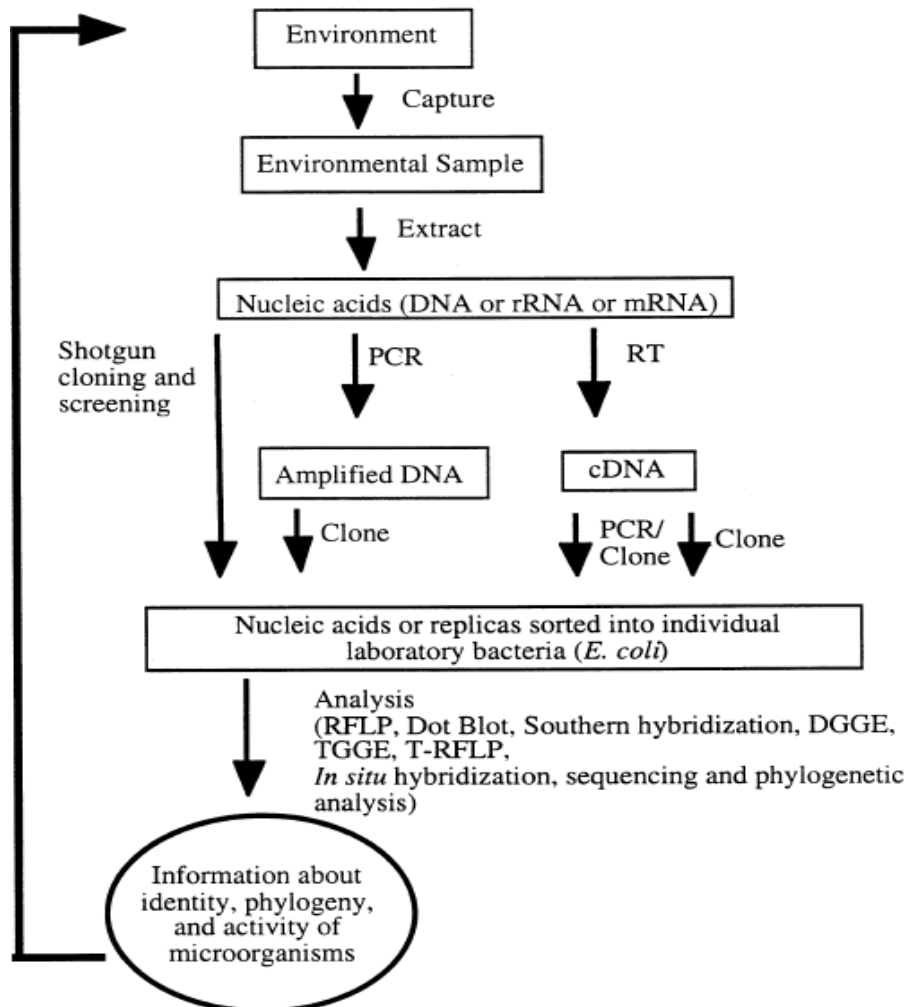 Environment
Capture
Environmental Sample
Extract
Nucleic acids (DNA or rRNA or mRNA)
Shotgun
cloning and
screening
PCR
RT
Amplified DNA
cDNA
Clone
PCR/
Clone
Clone
Nucleic acids or replicas sorted into individual
laboratory bacteria (E. coli)
Analysis
(RFLP, Dot Blot, Southern hybridization, DGGE,
TGGE, T-RFLP,
In situ hybridization, sequencing and phylogenetic
analysis)
Information about
identity, phylogeny,
and activity of
microorganisms